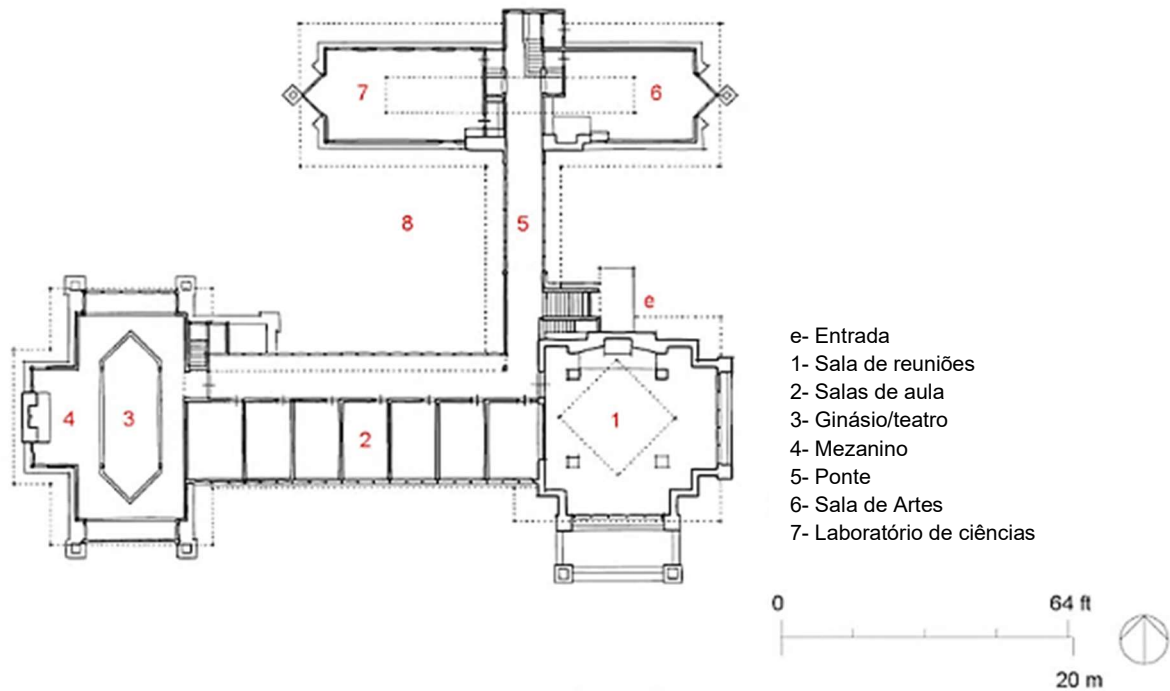 7
6
8
5
e
4
3
2
1
e- Entrada
1- Sala de reuniões
2- Salas de aula
3- Ginásio/teatro
4- Mezanino
5- Ponte
6- Sala de Artes
7- Laboratório de ciências
0 64 ft
20 m